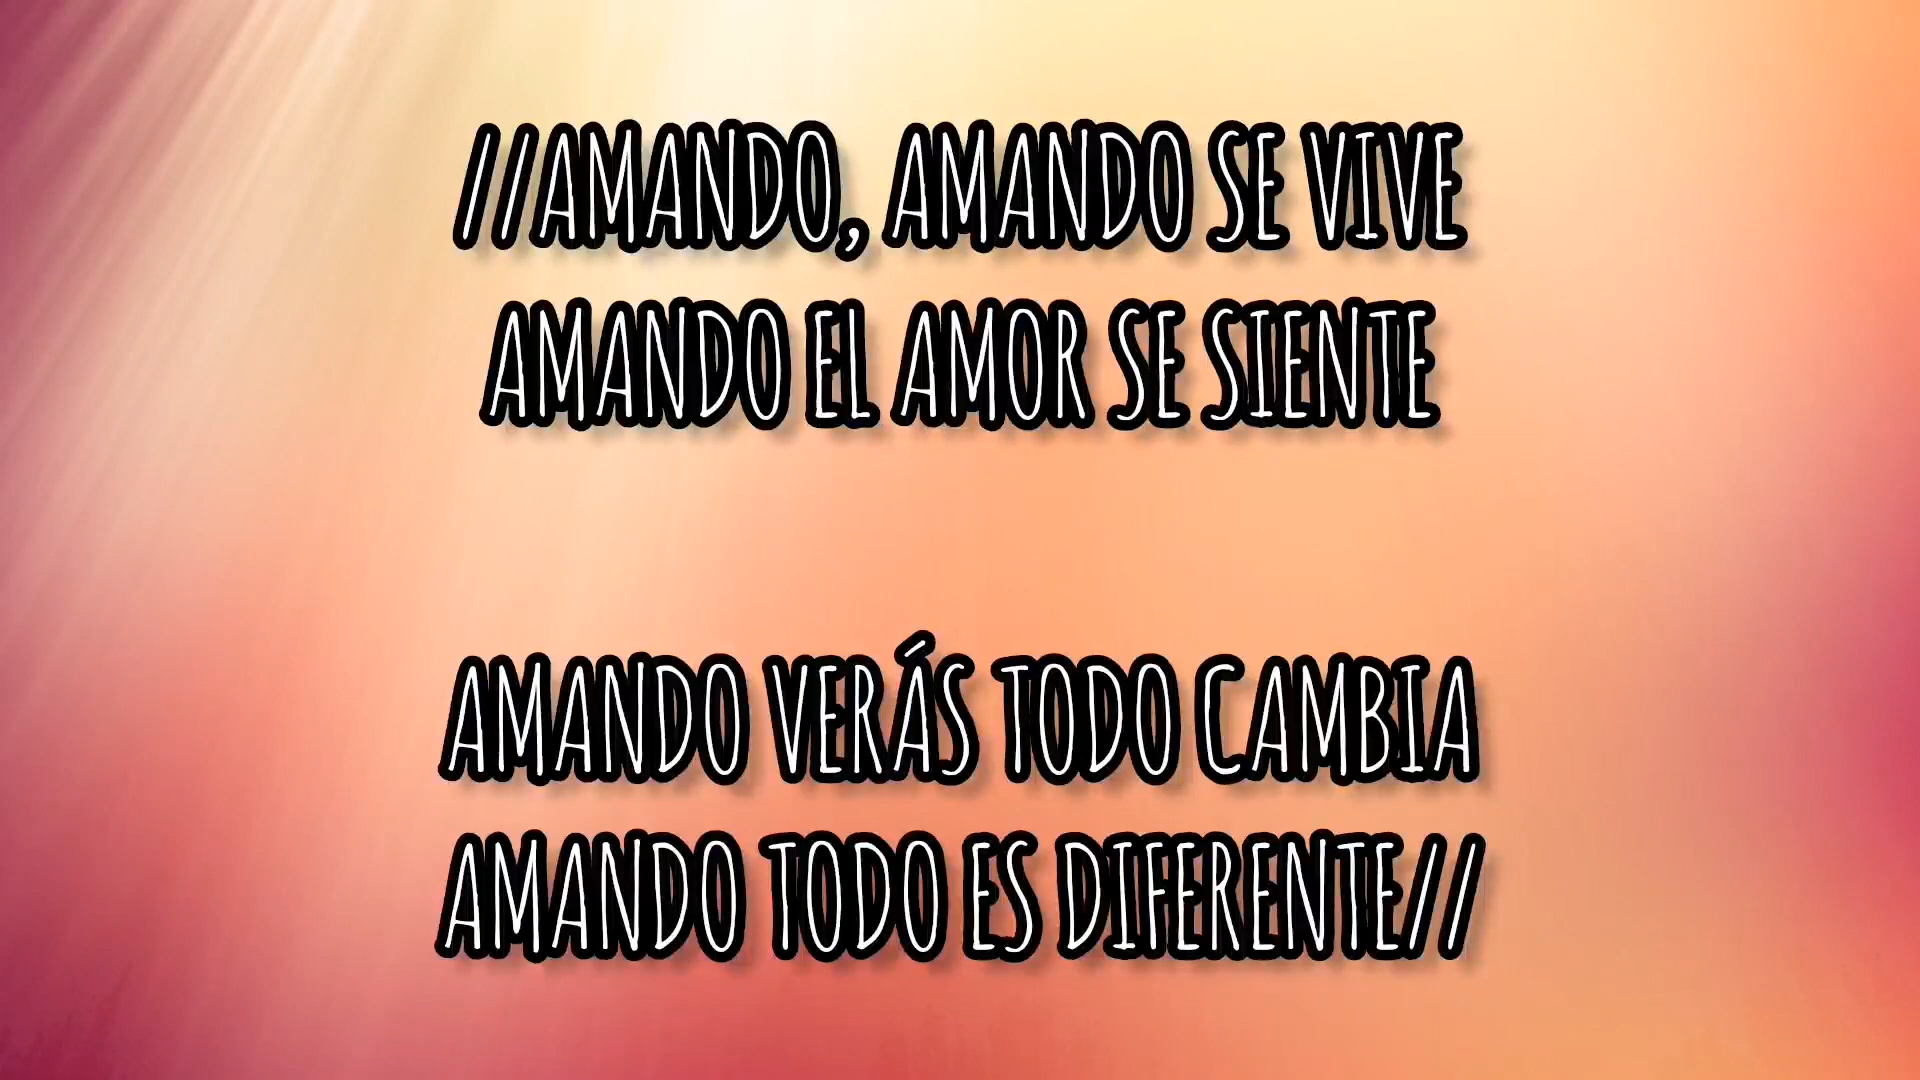 //AMANDO, AMANDO SE VIVE
AMANDO EL AMOR SE SIENTE
AMANDO VERÁS TODO CAMBIA
AMANDO TODO ES DIFERENTE//